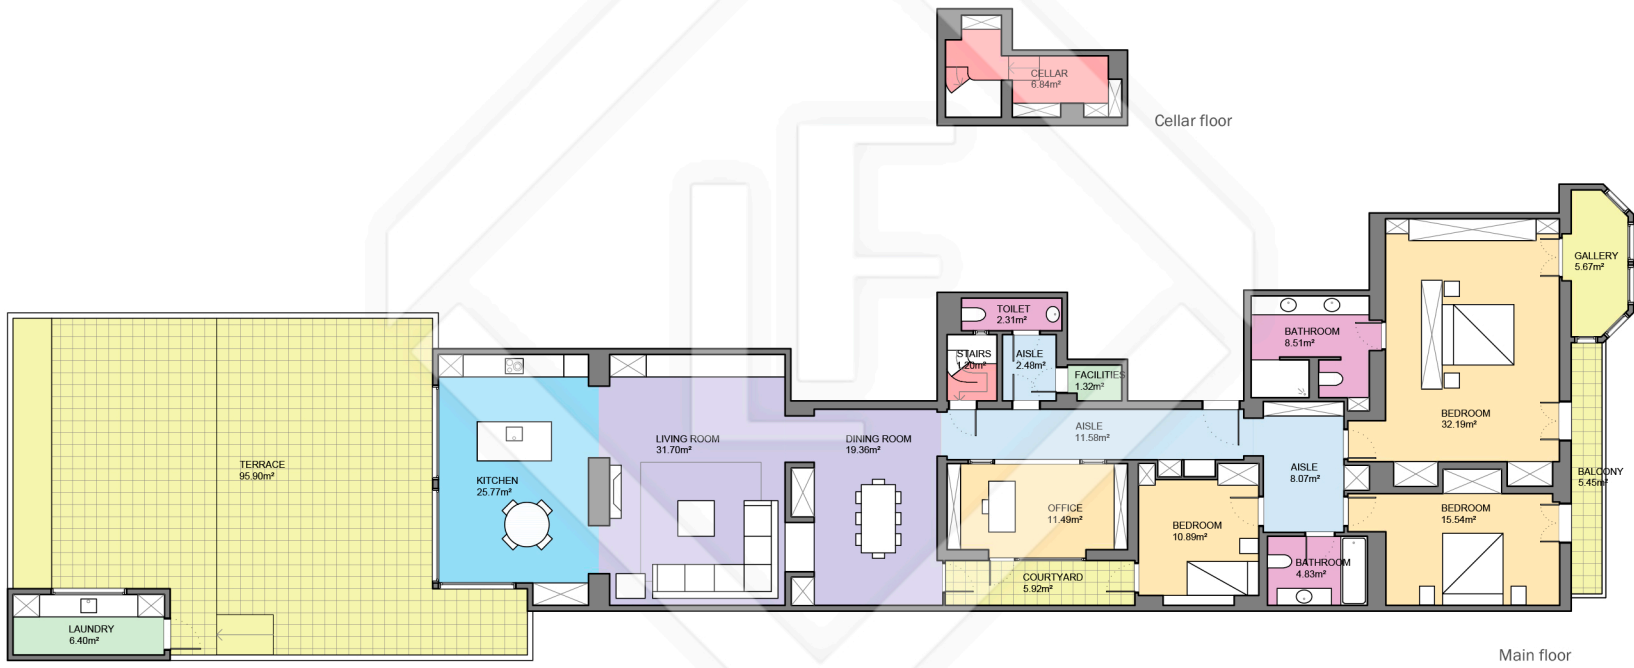 CELLAR
6.84m²
Cellar floor
GALLERY
5.67m²
TOILET
2.31m²
BATHROOM
8.51m²
STAIRS
1.20m²
AISLE
2.48m²
FACILITIES
1.32m²
BEDROOM
32.19m²
AISLE
11.58m²
LIVING ROOM
31.70m²
DINING ROOM
19.36m²
TERRACE
95.90m²
KITCHEN
25.77m²
AISLE
8.07m²
BALCONY
5.45m²
OFFICE
11.49m²
BEDROOM
15.54m²
BEDROOM
10.89m²
BATHROOM
4.83m²
COURTYARD
5.92m²
LAUNDRY
6.40m²
Main floor
LF